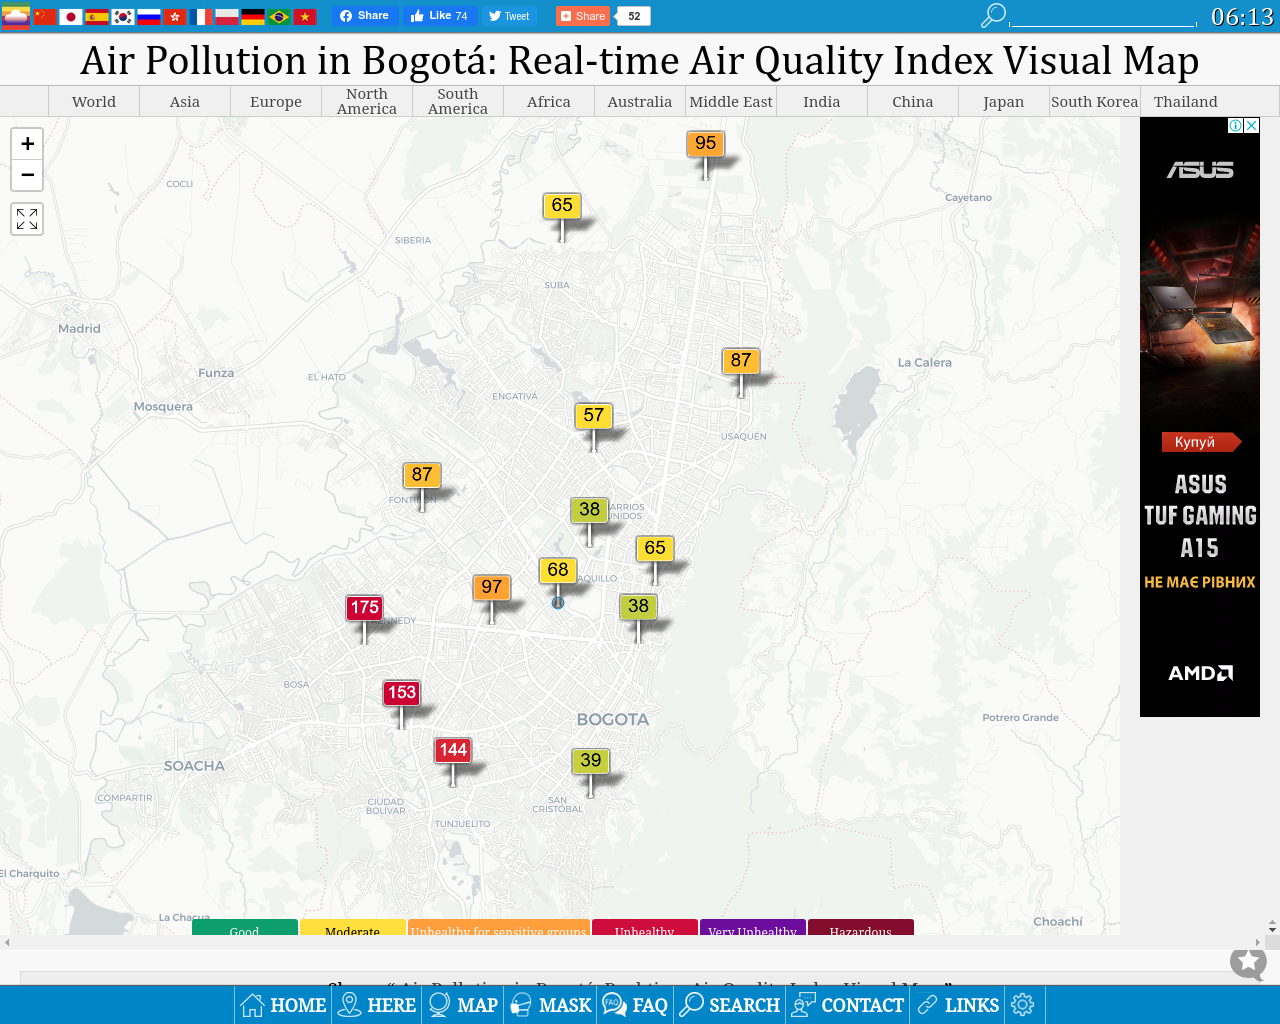 Share
Like 74
Tweet
Share
52
06:13
Air Pollution in Bogotá: Real-time Air Quality Index Visual Map
World
Asia
Europe
North America
South America
Africa
Australia
Middle East
India
China
Japan
South Korea
Thailand
+
−
95
COCLI
Cayetano
65
SIBERIA
SUBA
Madrid
87
La Calera
Funza
EL HATO
ENGATIVÁ
Mosquera
57
USAQUÉN
87
FONTIBÓN
38
65
68
97
175
38
KENNEDY
BOSA
153
BOGOTA
Potrero Grande
144
39
SOACHA
COMPARTIR
CIUDAD
BOLÍVAR
SAN
CRISTOBAL
TUNJUELITO
El Charquito
La Chacua
Choachí
Good
Moderate
Unhealthy for sensitive groups
Unhealthy
Very Unhealthy
Hazardous
ASUS
Купуй
ASUS
TUF GAMING
A15
НЕ МАЄ РІВНИХ
AMD
HOME
HERE
MAP
MASK
FAQ
FAQ
SEARCH
CONTACT
LINKS